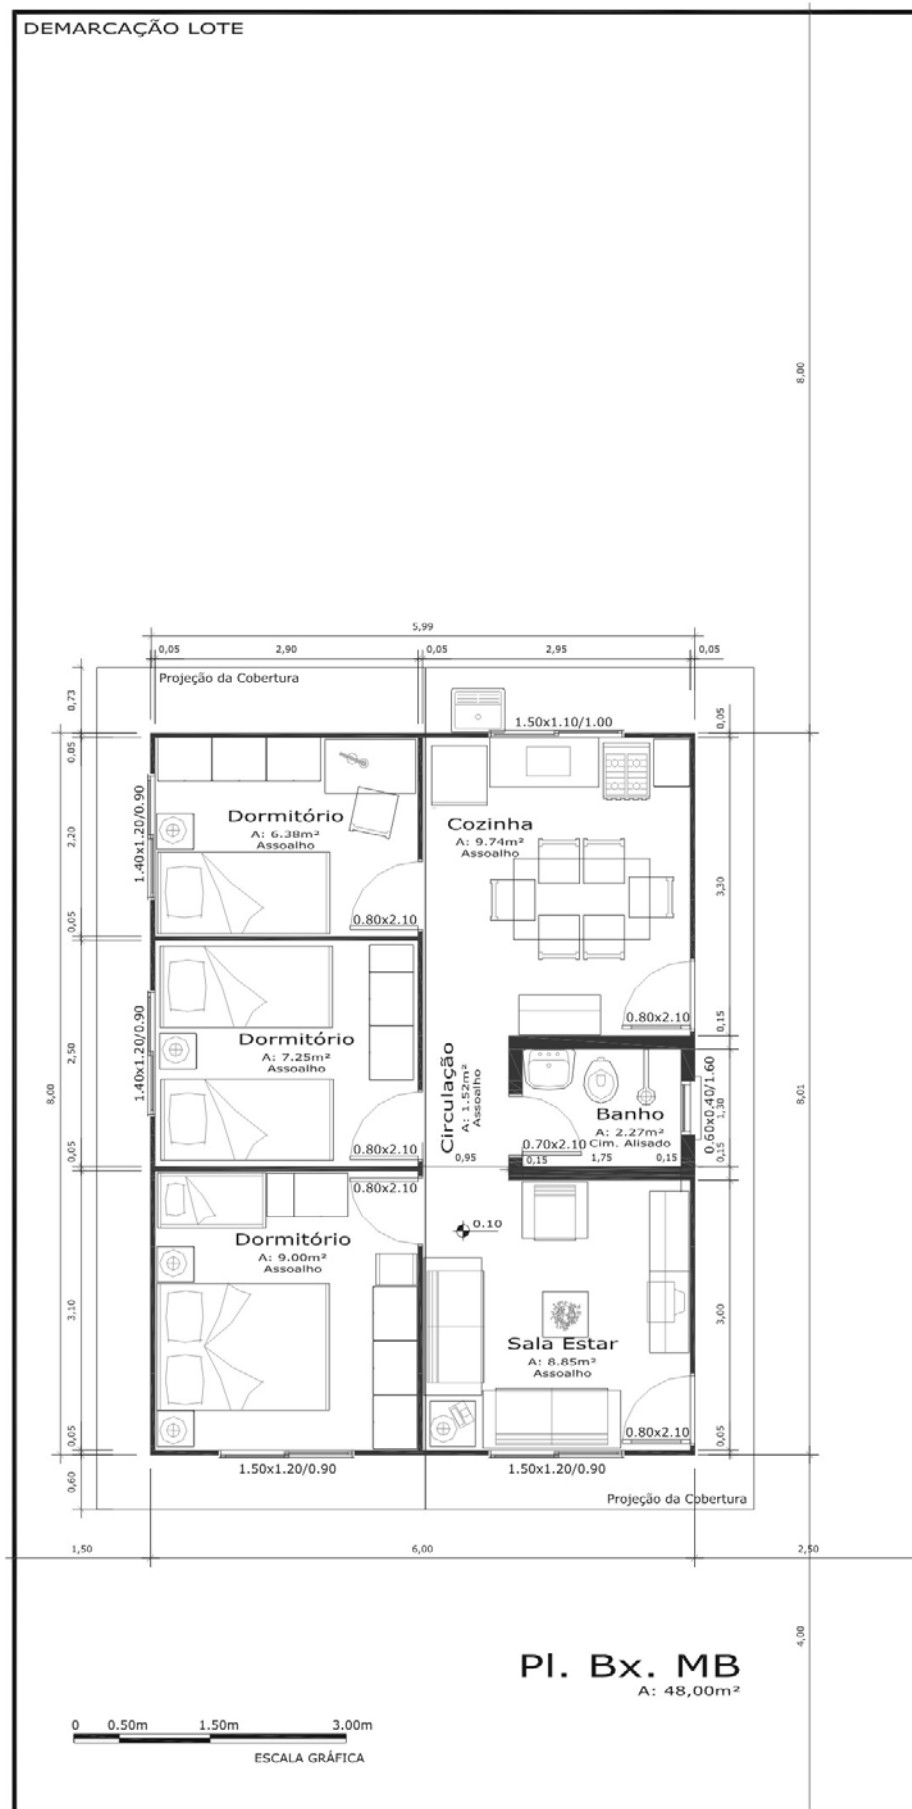 DEMARCAÇÃO LOTE
8,00
5,99
0,05 2,90 0,05 2,95 0,05
Projeção da Cobertura
0,73
0,05
1.50x1.10/1.00
0,05
2,20
1.40x1.20/0.90
Dormitório
A: 6.38m²
Assoalho
Cozinha
A: 9.74m²
Assoalho
3,30
0,05
0.80x2.10
0.80x2.10
0,15
2,50
1.40x1.20/0.90
Dormitório
A: 7.25m²
Assoalho
Circulação
A: 1.52m²
Assoalho
Banho
A: 2.27m²
Cim. Alisado
0.60x0.40/1.60
1,30
8,00
8,01
0,05
0.80x2.10
0.70x2.10
0,95 0,15 1,75 0,15
0,15
0.80x2.10
0.10
Dormitório
A: 9.00m²
Assoalho
3,10
3,00
Sala Estar
A: 8.85m²
Assoalho
0,05
0.80x2.10
0,05
1.50x1.20/0.90
1.50x1.20/0.90
0,60
Projeção da Cobertura
1,50 6,00 2,50
4,00
Pl. Bx. MB
A: 48,00m²
0 0.50m 1.50m 3.00m
ESCALA GRÁFICA